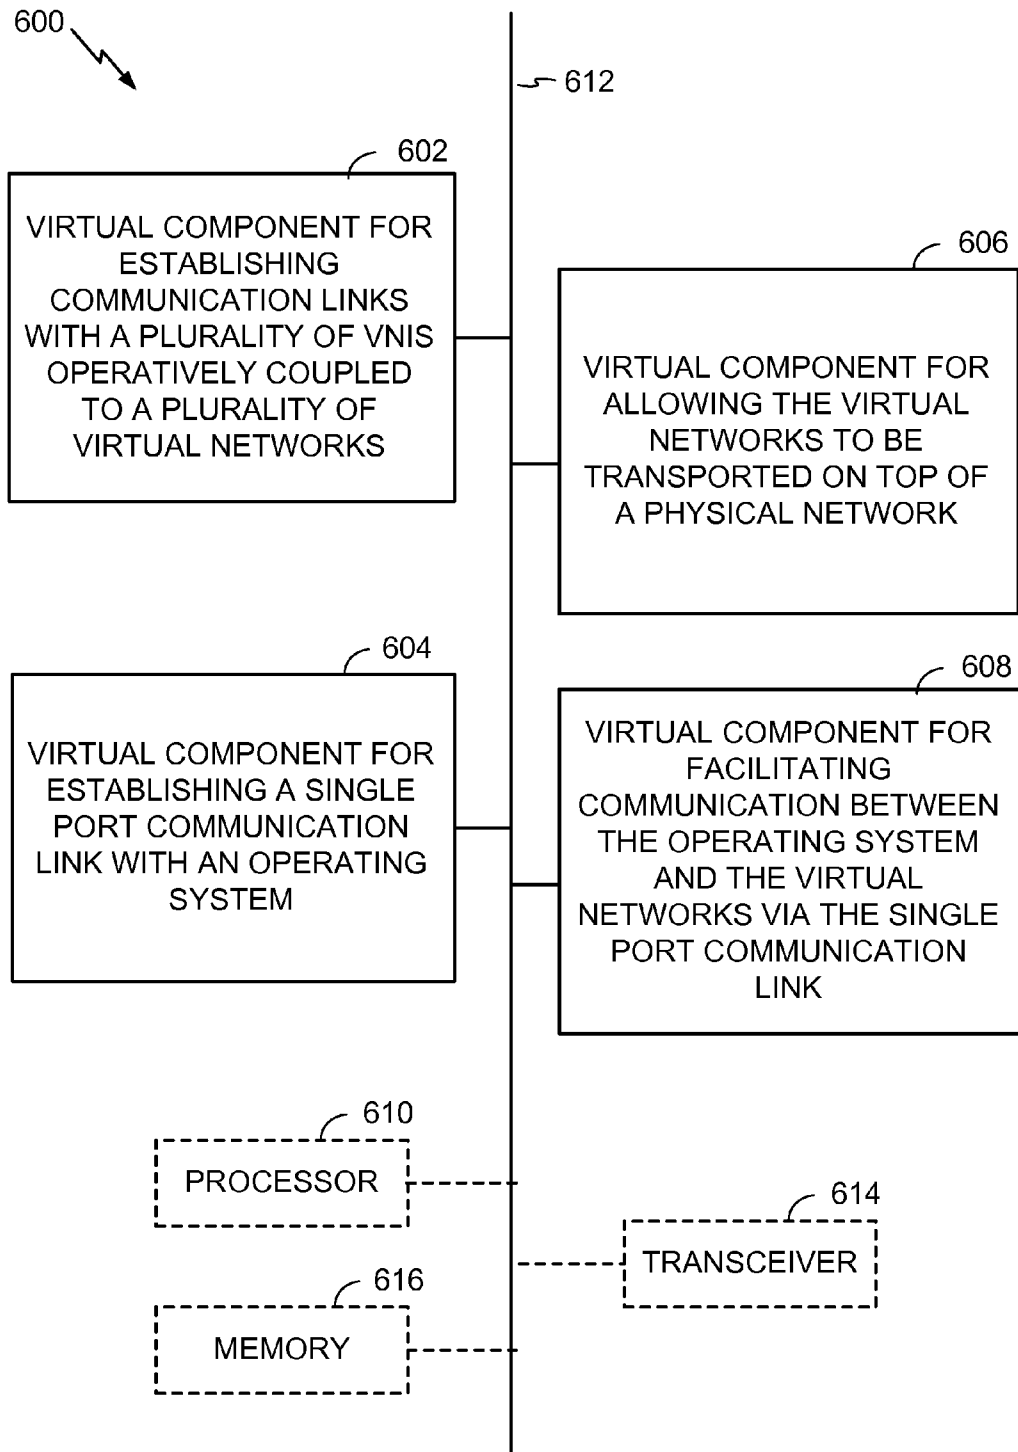 600
612
602
VIRTUAL COMPONENT FOR
ESTABLISHING
COMMUNICATION LINKS
WITH A PLURALITY OF VNIS
OPERATIVELY COUPLED
TO A PLURALITY OF
VIRTUAL NETWORKS
606
VIRTUAL COMPONENT FOR
ALLOWING THE VIRTUAL
NETWORKS TO BE
TRANSPORTED ON TOP OF
A PHYSICAL NETWORK
604
VIRTUAL COMPONENT FOR
ESTABLISHING A SINGLE
PORT COMMUNICATION
LINK WITH AN OPERATING
SYSTEM
608
VIRTUAL COMPONENT FOR
FACILITATING
COMMUNICATION BETWEEN
THE OPERATING SYSTEM
AND THE VIRTUAL
NETWORKS VIA THE SINGLE
PORT COMMUNICATION
LINK
610
PROCESSOR
614
TRANSCEIVER
616
MEMORY